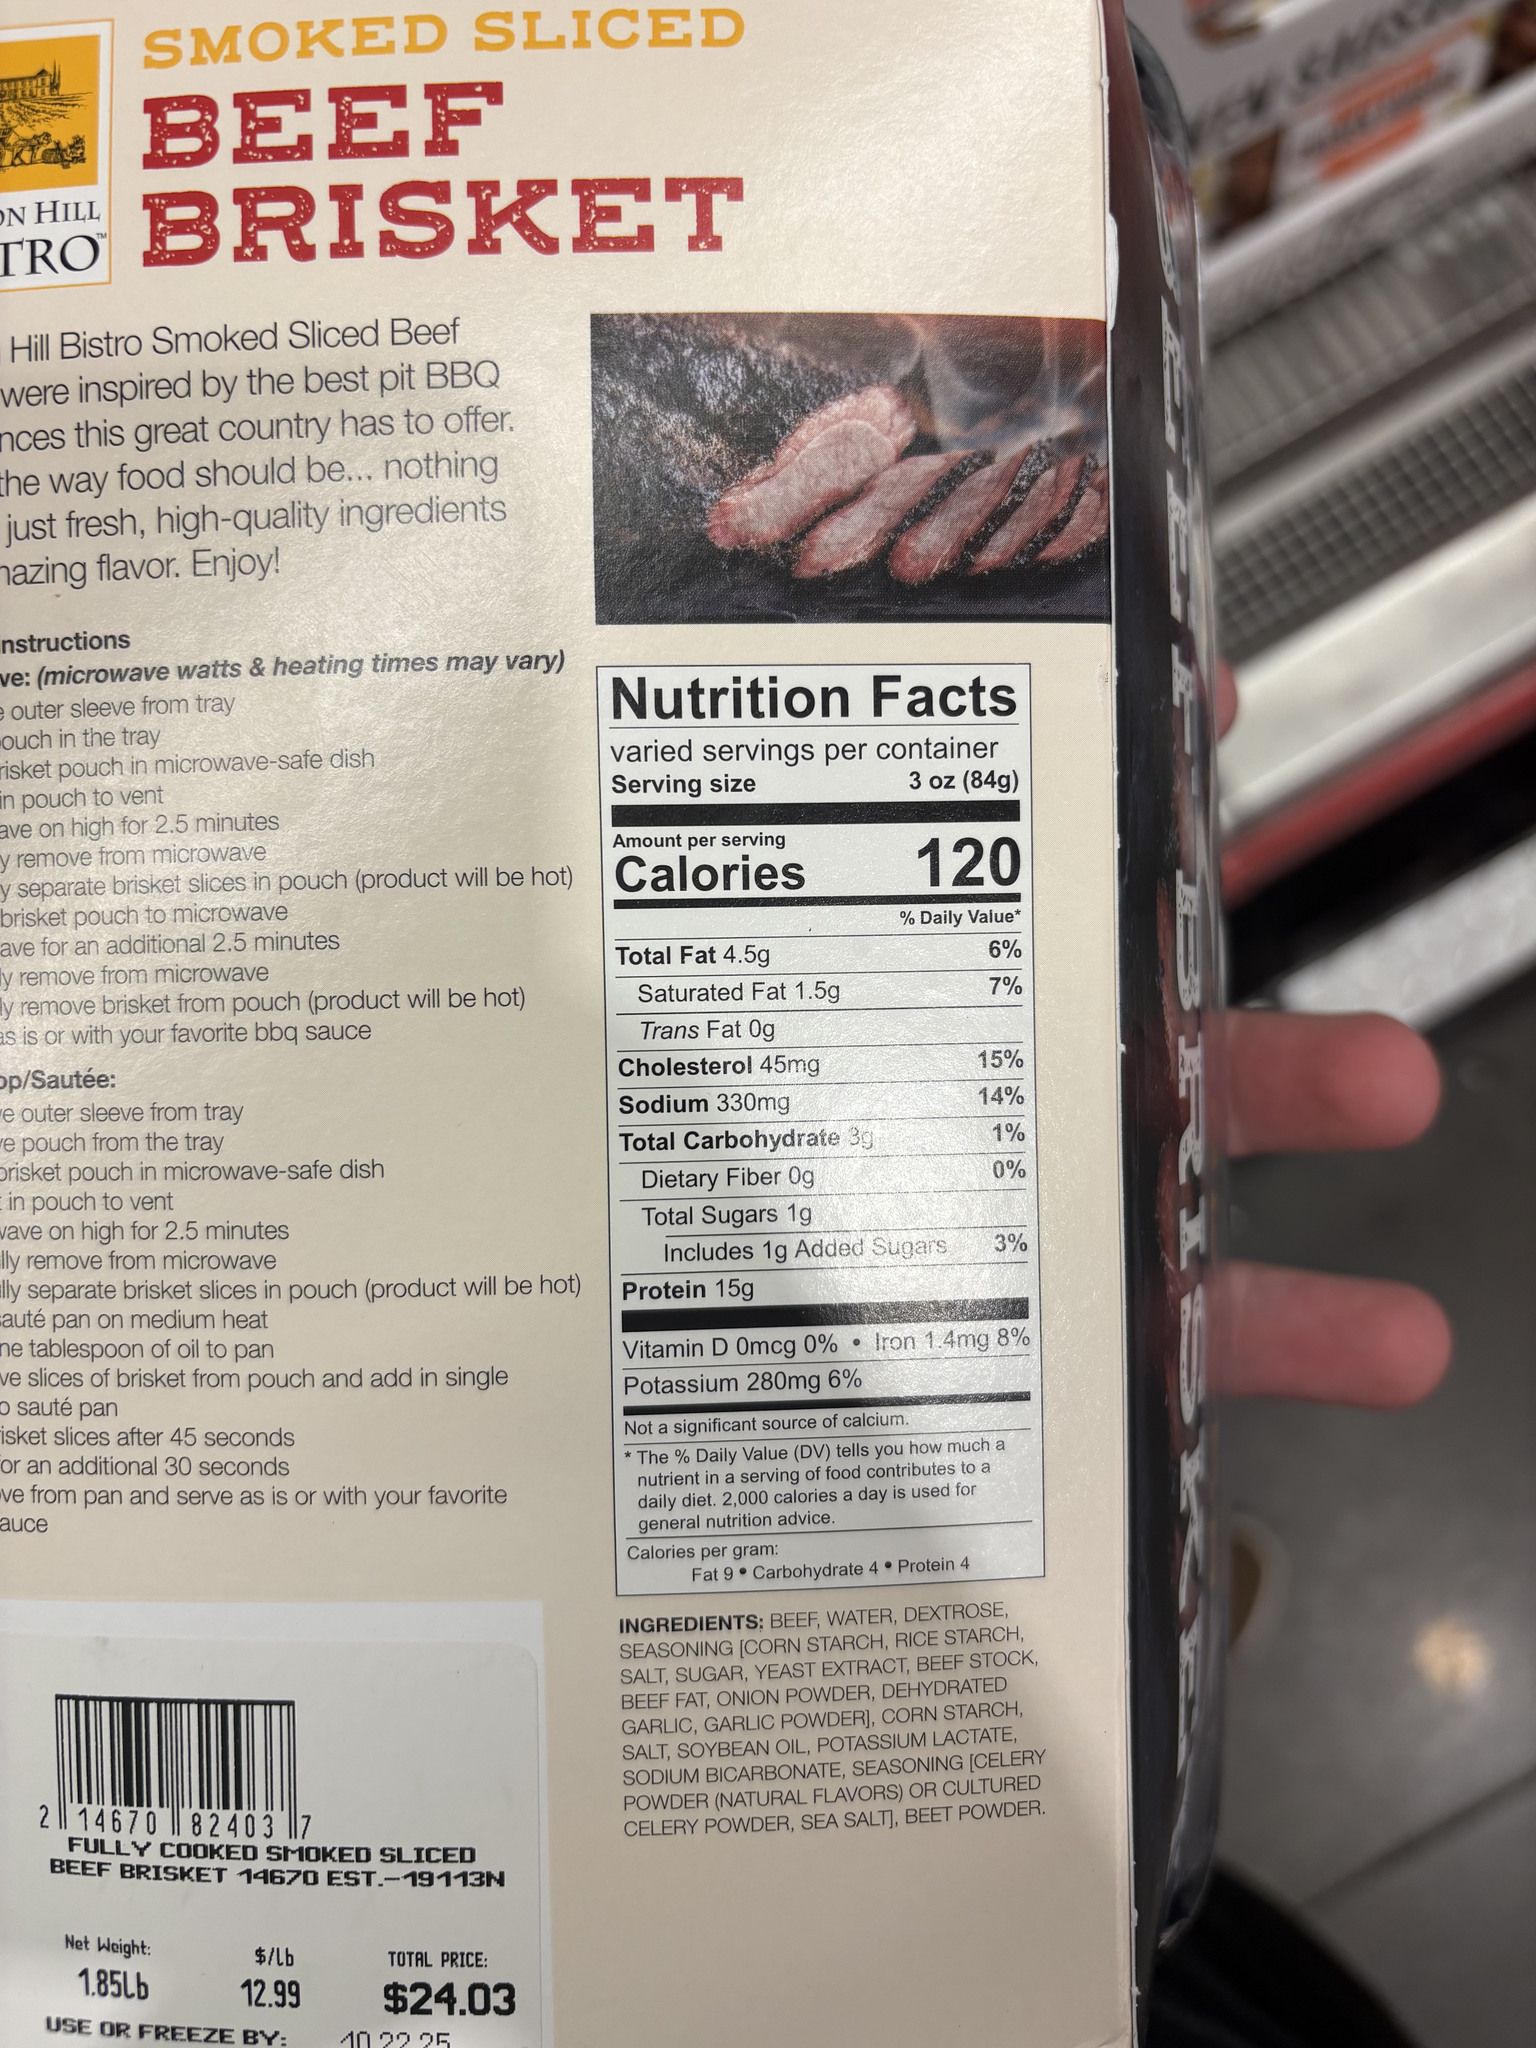 SMOKED SLICED
BEEF
BRISKET
ON HILL
TRO™
Hill Bistro Smoked Sliced Beef
were inspired by the best pit BBQ
nces this great country has to offer.
the way food should be... nothing
just fresh, high-quality ingredients
mazing flavor. Enjoy!
nstructions
ve: (microwave watts & heating times may vary)
e outer sleeve from tray
pouch in the tray
risket pouch in microwave-safe dish
in pouch to vent
ave on high for 2.5 minutes
y remove from microwave
y separate brisket slices in pouch (product will be hot)
brisket pouch to microwave
ave for an additional 2.5 minutes
ly remove from microwave
ly remove brisket from pouch (product will be hot)
as is or with your favorite bbq sauce
op/Sautée:
e outer sleeve from tray
ve pouch from the tray
brisket pouch in microwave-safe dish
t in pouch to vent
wave on high for 2.5 minutes
lly remove from microwave
lly separate brisket slices in pouch (product will be hot)
sauté pan on medium heat
ne tablespoon of oil to pan
ve slices of brisket from pouch and add in single
o sauté pan
isket slices after 45 seconds
for an additional 30 seconds
ove from pan and serve as is or with your favorite
auce
Nutrition Facts
varied servings per container
Serving size 3 oz (84g)
Amount per serving
Calories 120
% Daily Value*
Total Fat 4.5g 6%
Saturated Fat 1.5g 7%
Trans Fat 0g
Cholesterol 45mg 15%
Sodium 330mg 14%
Total Carbohydrate 3g 1%
Dietary Fiber 0g 0%
Total Sugars 1g
Includes 1g Added Sugars 3%
Protein 15g
Vitamin D 0mcg 0% • Iron 1.4mg 8%
Potassium 280mg 6%
Not a significant source of calcium.
* The % Daily Value (DV) tells you how much a
nutrient in a serving of food contributes to a
daily diet. 2,000 calories a day is used for
general nutrition advice.
Calories per gram:
Fat 9 • Carbohydrate 4 • Protein 4
INGREDIENTS: BEEF, WATER, DEXTROSE,
SEASONING [CORN STARCH, RICE STARCH,
SALT, SUGAR, YEAST EXTRACT, BEEF STOCK,
BEEF FAT, ONION POWDER, DEHYDRATED
GARLIC, GARLIC POWDER], CORN STARCH,
SALT, SOYBEAN OIL, POTASSIUM LACTATE,
SODIUM BICARBONATE, SEASONING [CELERY
POWDER (NATURAL FLAVORS) OR CULTURED
CELERY POWDER, SEA SALT], BEET POWDER.
2 14670 82403 7
FULLY COOKED SMOKED SLICED
BEEF BRISKET 14670 EST.-19113N
Net Weight: $/Lb TOTAL PRICE:
1.85Lb 12.99 $24.03
USE OR FREEZE BY: 10.22.25
BEEF BRISKET